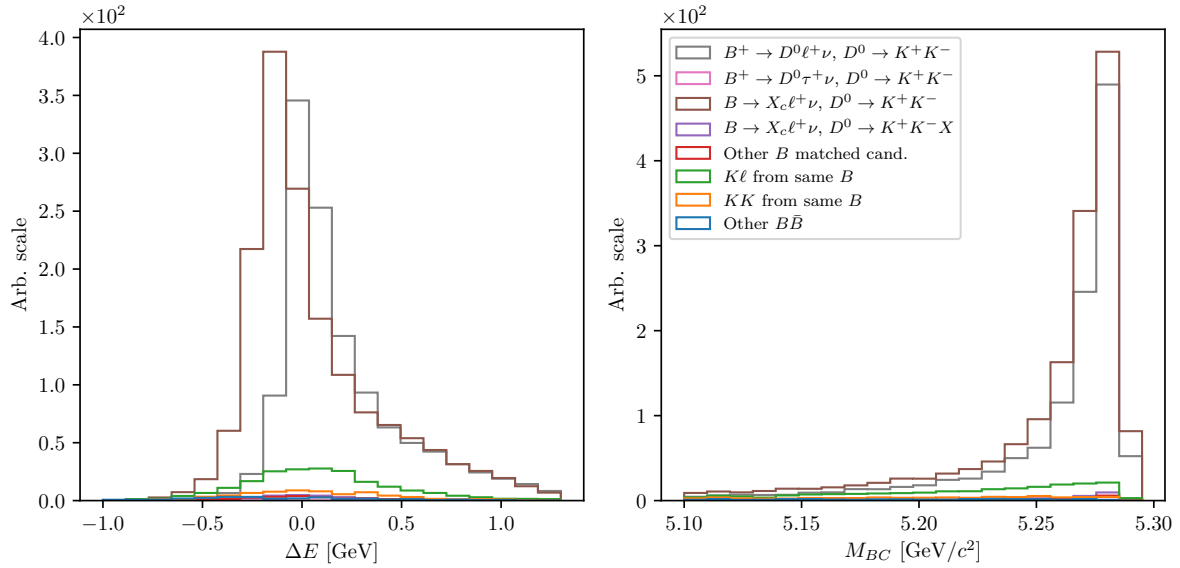 ×10²
Arb. scale
4.0
3.5
3.0
2.5
2.0
1.5
1.0
0.5
0.0
−1.0 −0.5 0.0 0.5 1.0
ΔE [GeV]
×10²
Arb. scale
5
4
3
2
1
0
5.10 5.15 5.20 5.25 5.30
M_{BC} [GeV/c²]
B⁺ → D⁰ℓ⁺ν, D⁰ → K⁺K⁻
B⁺ → D⁰τ⁺ν, D⁰ → K⁺K⁻
B → X_cℓ⁺ν, D⁰ → K⁺K⁻
B → X_cℓ⁺ν, D⁰ → K⁺K⁻X
Other B matched cand.
Kℓ from same B
KK from same B
Other BB̄